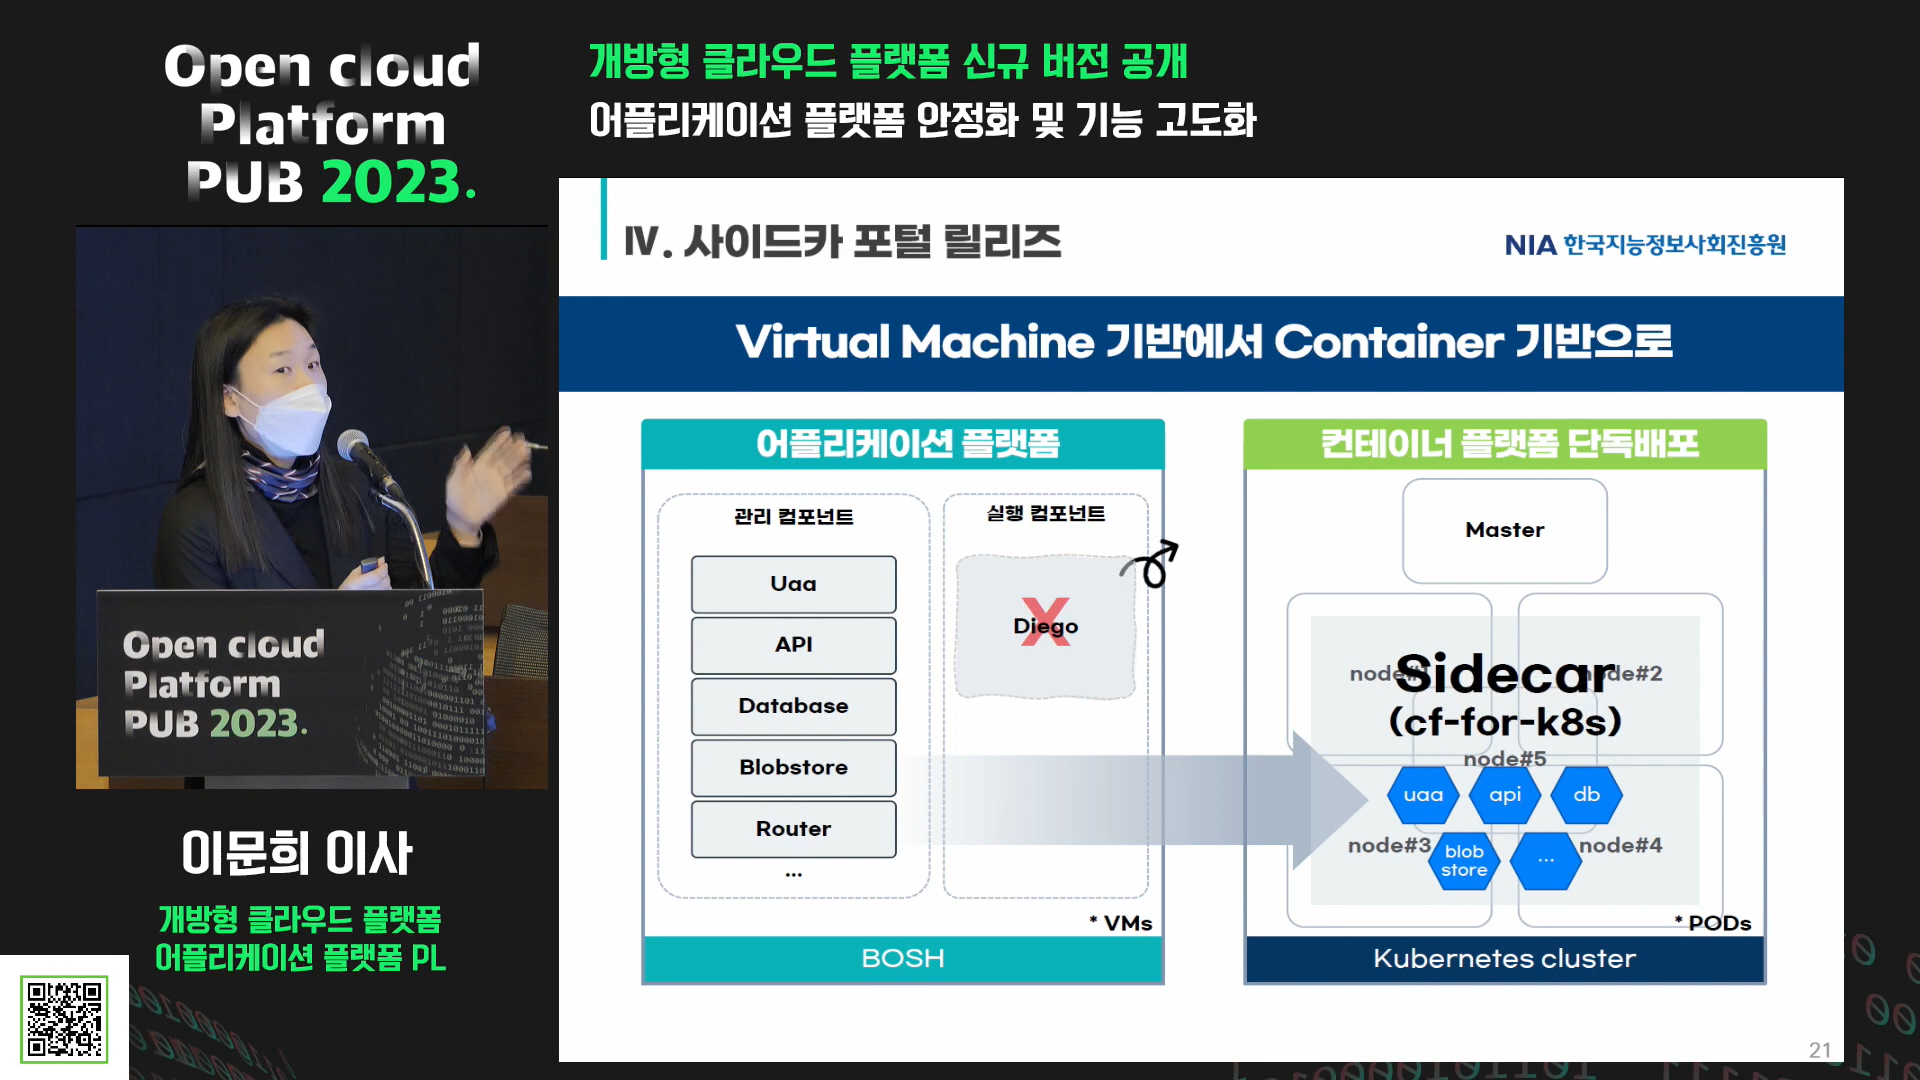 Open cloud
Platform
PUB 2023.
개방형 클라우드 플랫폼 신규 버전 공개
어플리케이션 플랫폼 안정화 및 기능 고도화
Ⅳ. 사이드카 포털 릴리즈
NIA 한국지능정보사회진흥원
Virtual Machine 기반에서 Container 기반으로
어플리케이션 플랫폼
관리 컴포넌트
Uaa
API
Database
Blobstore
Router
...
실행 컴포넌트
X
Diego
* VMs
BOSH
컨테이너 플랫폼 단독배포
Master
node#2
Sidecar
(cf-for-k8s)
node#5
uaa
api
db
node#3
blob
store
...
node#4
* PODs
Kubernetes cluster
21
Open cloud
Platform
PUB 2023.
이문희 이사
개방형 클라우드 플랫폼
어플리케이션 플랫폼 PL